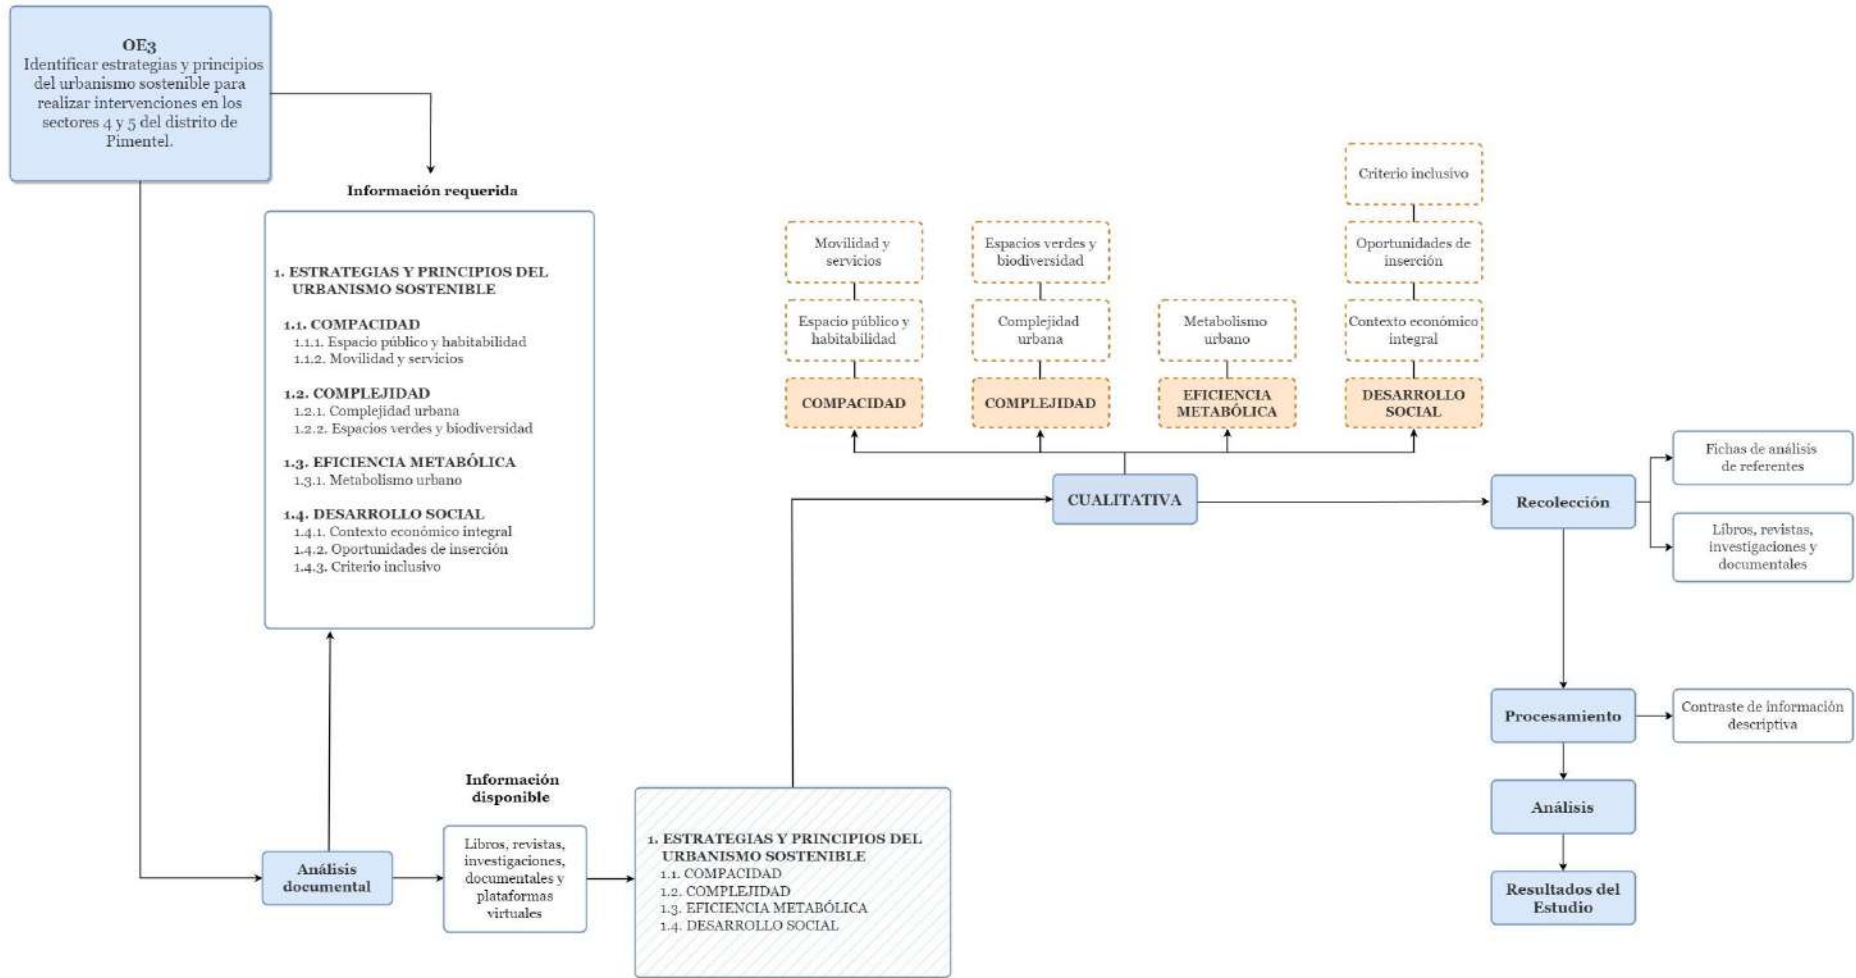 OE3
Identificar estrategias y principios
del urbanismo sostenible para
realizar intervenciones en los
sectores 4 y 5 del distrito de
Pimentel.
Información requerida
1. ESTRATEGIAS Y PRINCIPIOS DEL
URBANISMO SOSTENIBLE
1.1. COMPACIDAD
1.1.1. Espacio público y habitabilidad
1.1.2. Movilidad y servicios
1.2. COMPLEJIDAD
1.2.1. Complejidad urbana
1.2.2. Espacios verdes y biodiversidad
1.3. EFICIENCIA METABÓLICA
1.3.1. Metabolismo urbano
1.4. DESARROLLO SOCIAL
1.4.1. Contexto económico integral
1.4.2. Oportunidades de inserción
1.4.3. Criterio inclusivo
Análisis
documental
Información
disponible
Libros, revistas,
investigaciones,
documentales y
plataformas
virtuales
1. ESTRATEGIAS Y PRINCIPIOS DEL
URBANISMO SOSTENIBLE
1.1. COMPACIDAD
1.2. COMPLEJIDAD
1.3. EFICIENCIA METABÓLICA
1.4. DESARROLLO SOCIAL
CUALITATIVA
Movilidad y
servicios
Espacio público y
habitabilidad
COMPACIDAD
Espacios verdes y
biodiversidad
Complejidad
urbana
COMPLEJIDAD
Metabolismo
urbano
EFICIENCIA
METABÓLICA
Criterio inclusivo
Oportunidades de
inserción
Contexto económico
integral
DESARROLLO
SOCIAL
Recolección
Fichas de análisis
de referentes
Libros, revistas,
investigaciones y
documentales
Procesamiento
Contraste de información
descriptiva
Análisis
Resultados del
Estudio